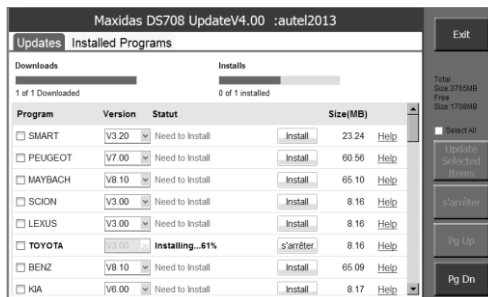 Maxidas DS708 UpdateV4.00 :autel2013
Updates Installed Programs
Downloads Installs
1 of 1 Downloaded 0 of 1 installed
Program Version Statut Size(MB)
SMART V3.20 Need to Install Install 23.24 Help
PEUGEOT V7.00 Need to Install Install 60.56 Help
MAYBACH V8.10 Need to Install Install 65.10 Help
SCION V3.00 Need to Install Install 8.16 Help
LEXUS V3.00 Need to Install Install 8.16 Help
TOYOTA V3.00 Installing...61% s'arrêter 8.16 Help
BENZ V8.10 Need to Install Install 65.09 Help
KIA V6.00 Need to Install Install 8.17 Help
Exit
Total
Size:3765MB
Free
Size:1798MB
Select All
Update
Selected
Items
s'arrêter
Pg Up
Pg Dn